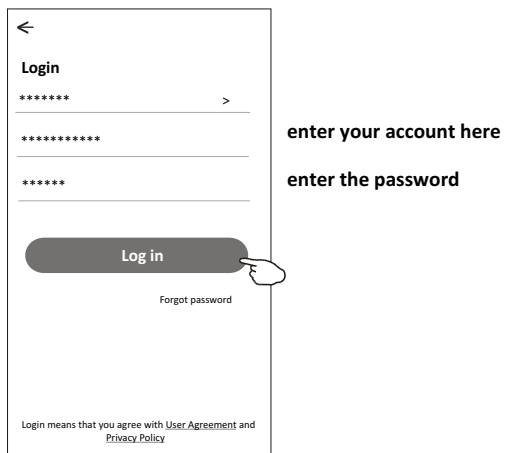 Login
******* >
***********
enter your account here
******
enter the password
Log in
Forgot password
Login means that you agree with User Agreement and
Privacy Policy